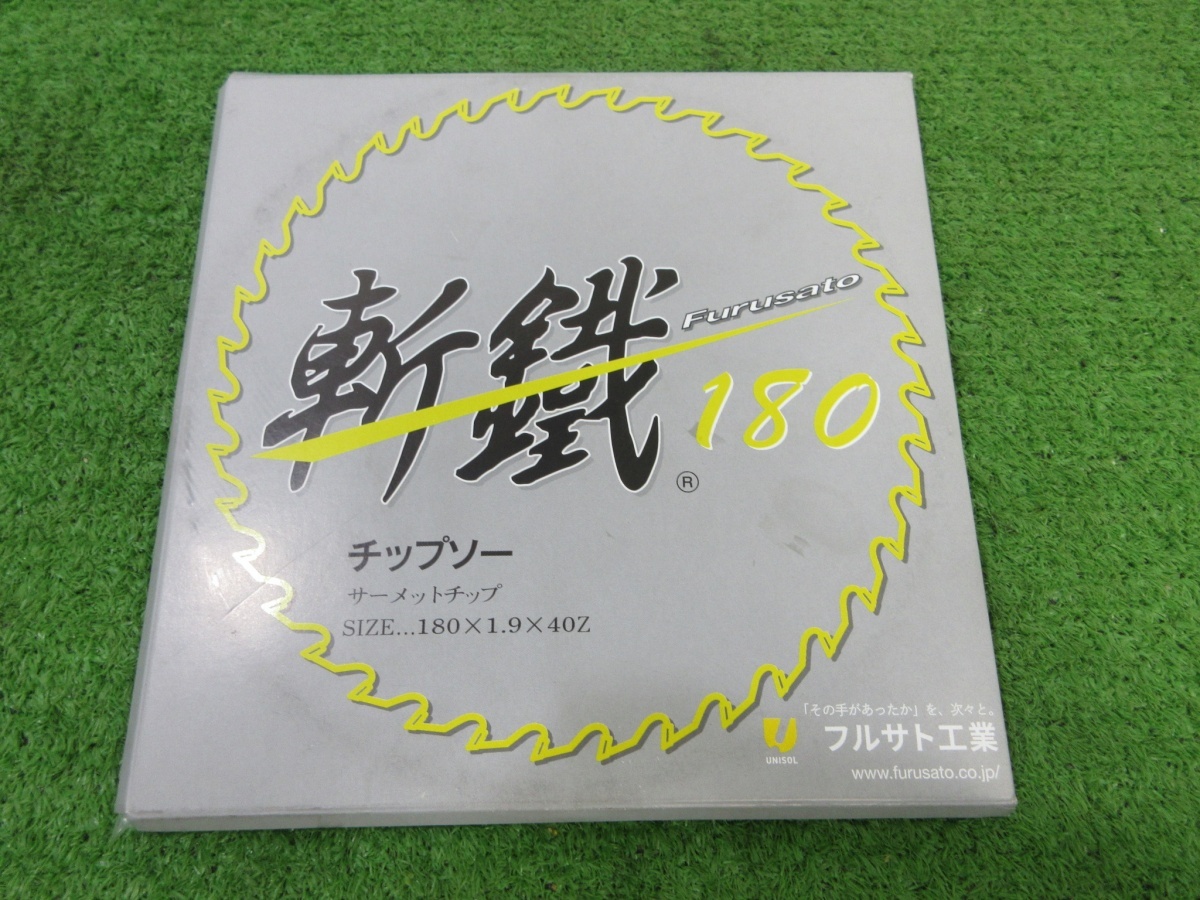 斬鐵
Furusato
180
®
チップソー
サーメットチップ
SIZE...180×1.9×40Z
「その手があったか」を、次々と。
UNISOL
フルサト工業
www.furusato.co.jp/